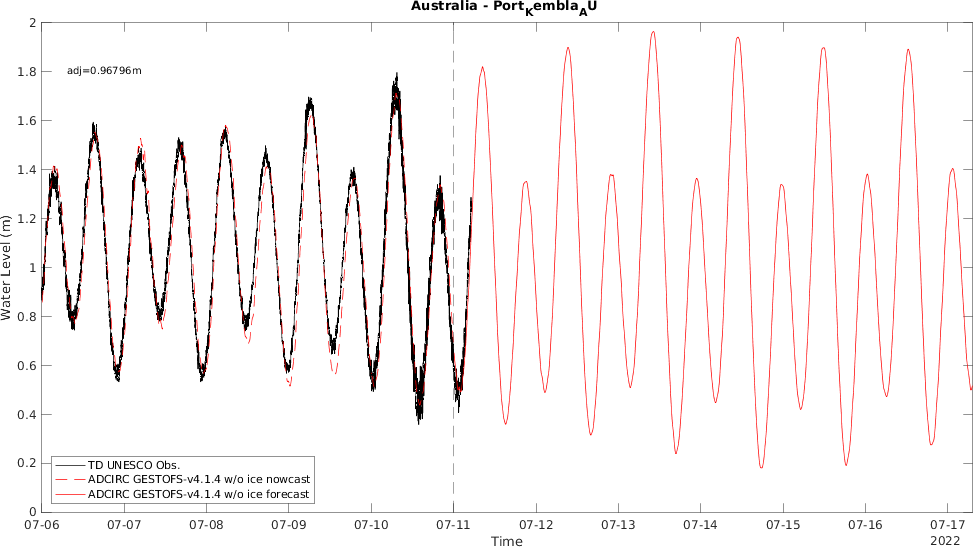 Australia - Port_Kembla_AU
adj=0.96796m
Water Level (m)
2
1.8
1.6
1.4
1.2
1
0.8
0.6
0.4
0.2
0
TD UNESCO Obs.
ADCIRC GESTOFS-v4.1.4 w/o ice nowcast
ADCIRC GESTOFS-v4.1.4 w/o ice forecast
07-06 07-07 07-08 07-09 07-10 07-11 07-12 07-13 07-14 07-15 07-16 07-17
Time
2022